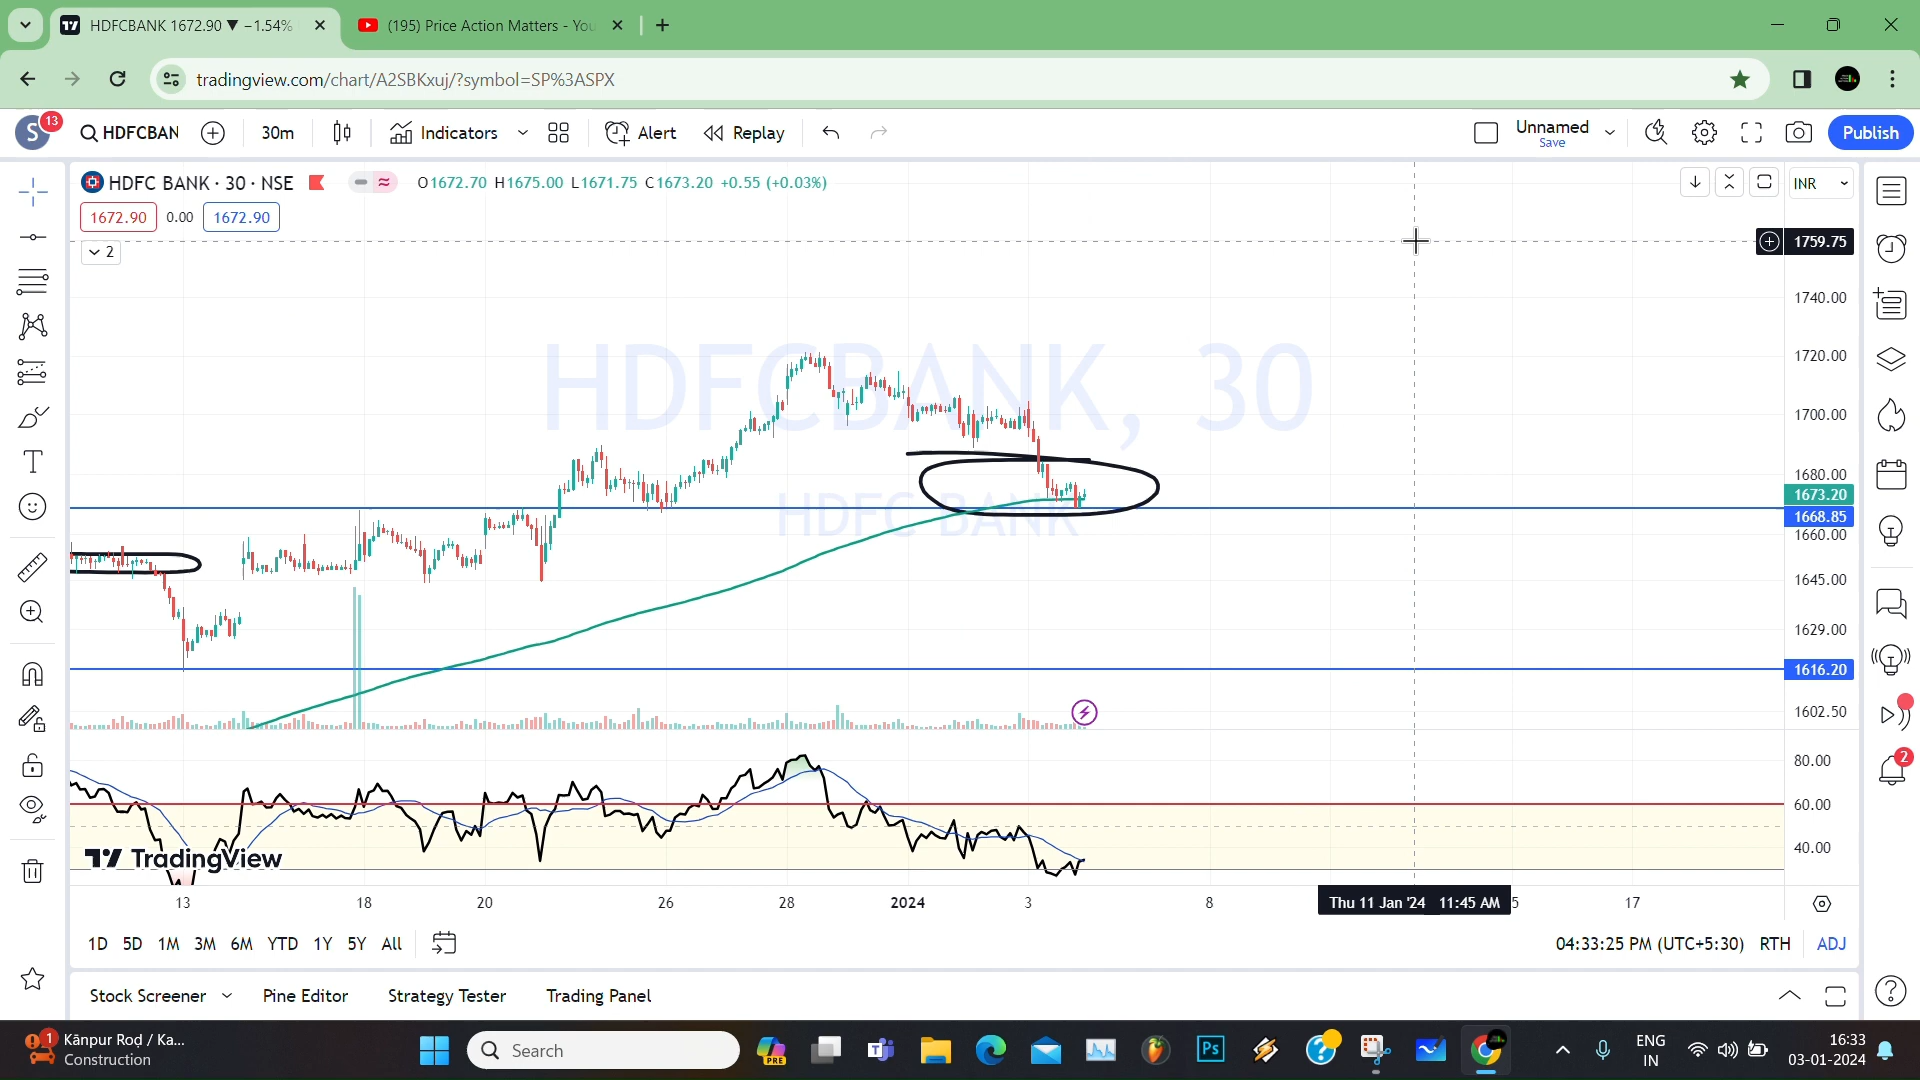 HDFCBANK 1672.90 ▼ −1.54%
(195) Price Action Matters - You
tradingview.com/chart/A2SBKxuj/?symbol=SP%3ASPX
S 13
HDFCBAN
30m
Indicators
Alert
Replay
Unnamed
Save
Publish
HDFC BANK · 30 · NSE
O1672.70 H1675.00 L1671.75 C1673.20 +0.55 (+0.03%)
INR
1672.90 0.00 1672.90
2
1759.75
1740.00
1720.00
1700.00
1680.00
1673.20
1668.85
1660.00
1645.00
1629.00
1616.20
1602.50
HDFCBANK, 30
HDFC BANK
80.00
60.00
40.00
TradingView
13 18 20 26 28 2024 3 8 Thu 11 Jan '24 11:45 AM 5 17
1D 5D 1M 3M 6M YTD 1Y 5Y All
04:33:25 PM (UTC+5:30) RTH ADJ
2
Stock Screener Pine Editor Strategy Tester Trading Panel
1
Kānpur Roḍ / Ka...
Construction
Search
PRE
Ps
ENG
IN
16:33
03-01-2024